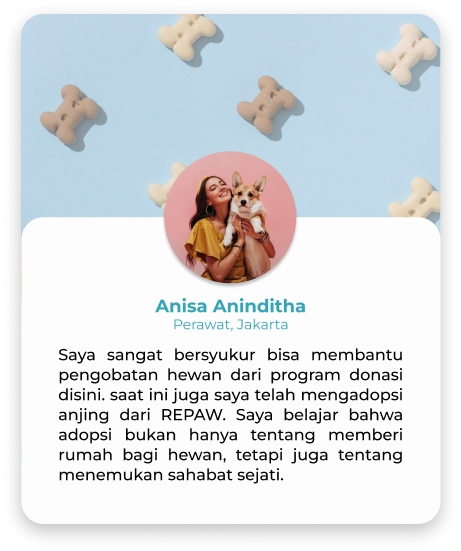 Anisa Aninditha
Perawat, Jakarta
Saya sangat bersyukur bisa membantu
pengobatan hewan dari program donasi
disini. saat ini juga saya telah mengadopsi
anjing dari REPAW. Saya belajar bahwa
adopsi bukan hanya tentang memberi
rumah bagi hewan, tetapi juga tentang
menemukan sahabat sejati.